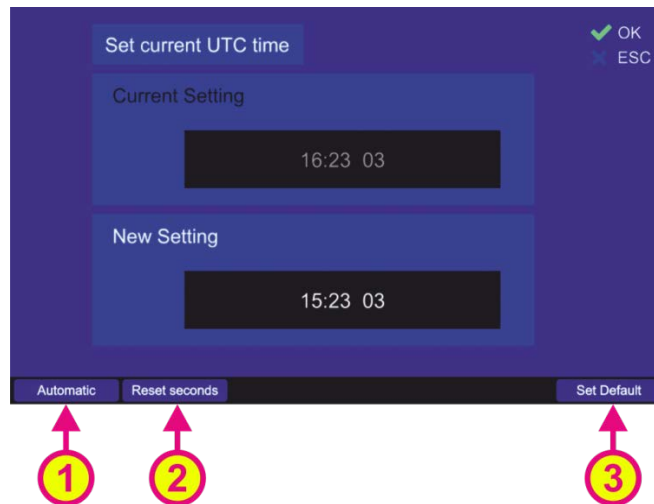 Set current UTC time
OK
ESC
Current Setting
16:23 03
New Setting
15:23 03
Automatic Reset seconds Set Default
1 2 3